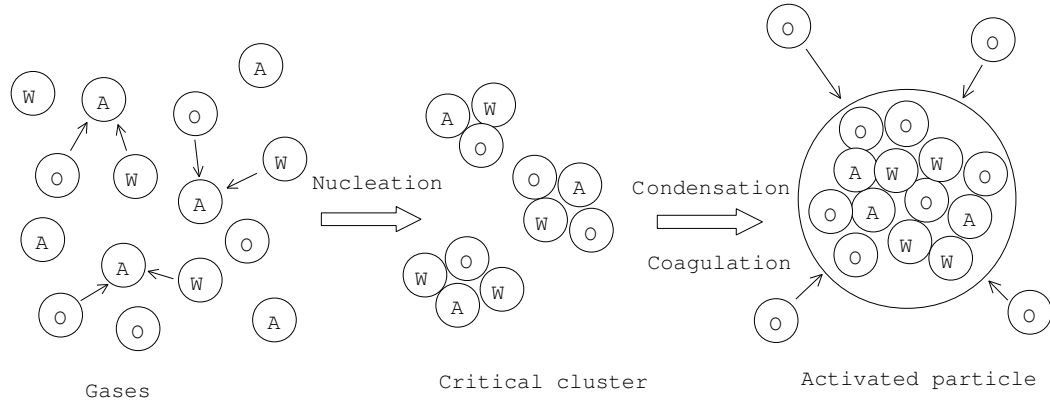 A
W A O
W
O W
A
A O
A W
O O A
Gases
Nucleation
A W
O
O A
W O
O
W W
A
Critical cluster
Condensation
Coagulation
O O
O O
A W W O
O A O A
O W W
O O
Activated particle